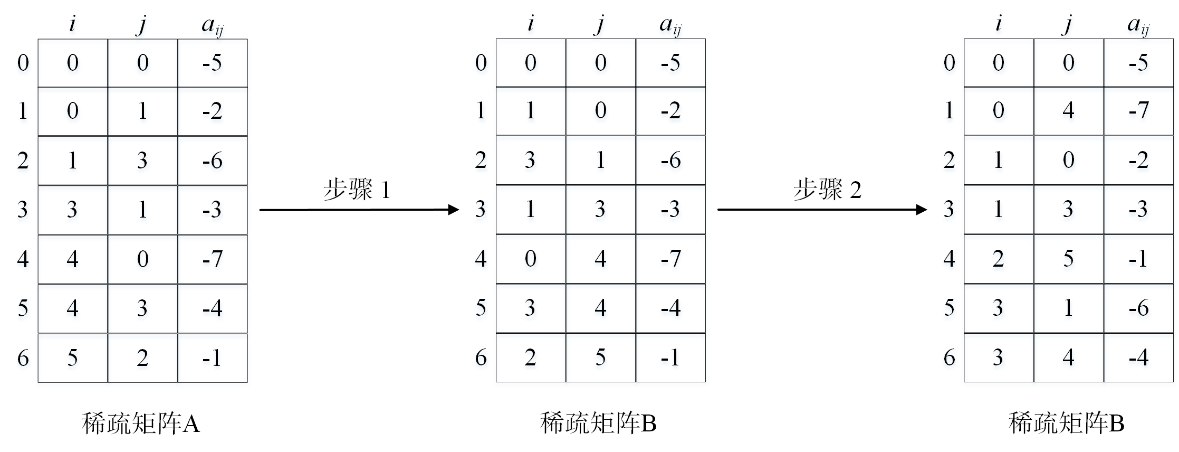 i j a_ij
0 0 0 -5
1 0 1 -2
2 1 3 -6
3 3 1 -3
4 4 0 -7
5 4 3 -4
6 5 2 -1
稀疏矩阵A
步骤 1
i j a_ij
0 0 0 -5
1 1 0 -2
2 3 1 -6
3 1 3 -3
4 0 4 -7
5 3 4 -4
6 2 5 -1
稀疏矩阵B
步骤 2
i j a_ij
0 0 0 -5
1 0 4 -7
2 1 0 -2
3 1 3 -3
4 2 5 -1
5 3 1 -6
6 3 4 -4
稀疏矩阵B